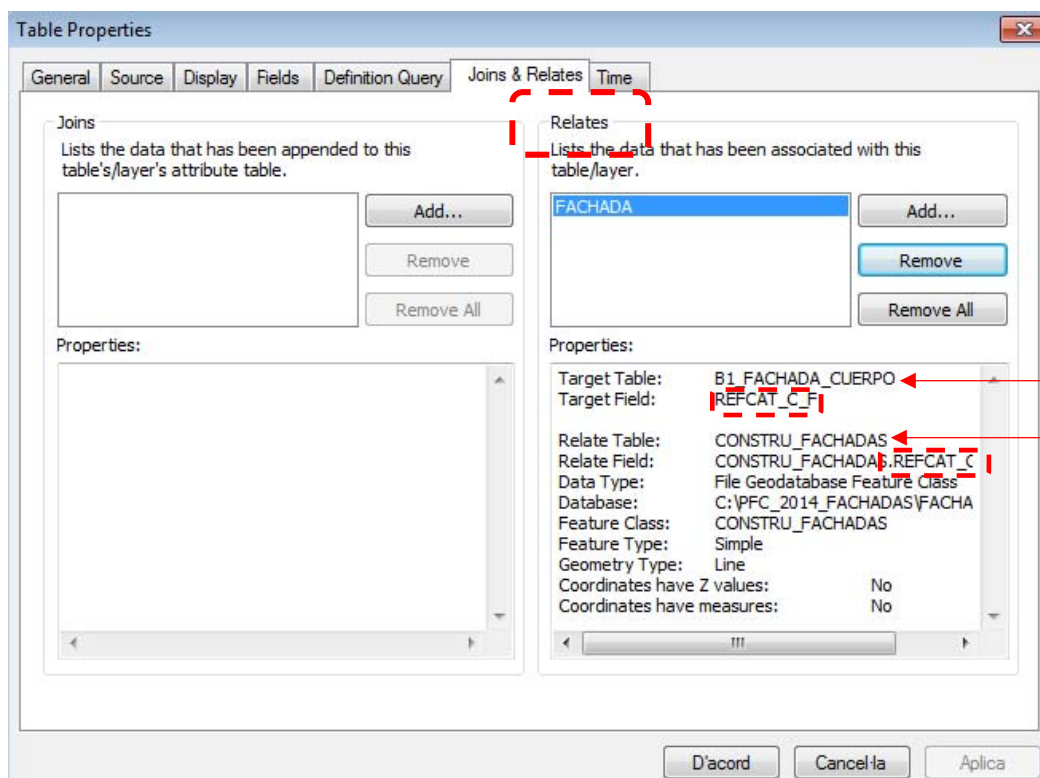 Table Properties
General Source Display Fields Definition Query Joins & Relates Time
Joins
Lists the data that has been appended to this
table's/layer's attribute table.
Add...
Remove
Remove All
Properties:
Relates
Lists the data that has been associated with this
table/layer.
FACHADA
Add...
Remove
Remove All
Properties:
Target Table: B1_FACHADA_CUERPO
Target Field: REFCAT_C_F
Relate Table: CONSTRU_FACHADAS
Relate Field: CONSTRU_FACHADAS.REFCAT_C
Data Type: File Geodatabase Feature Class
Database: C:\PFC_2014_FACHADAS\FACHA
Feature Class: CONSTRU_FACHADAS
Feature Type: Simple
Geometry Type: Line
Coordinates have Z values: No
Coordinates have measures: No
D'acord Cancel·la Aplica